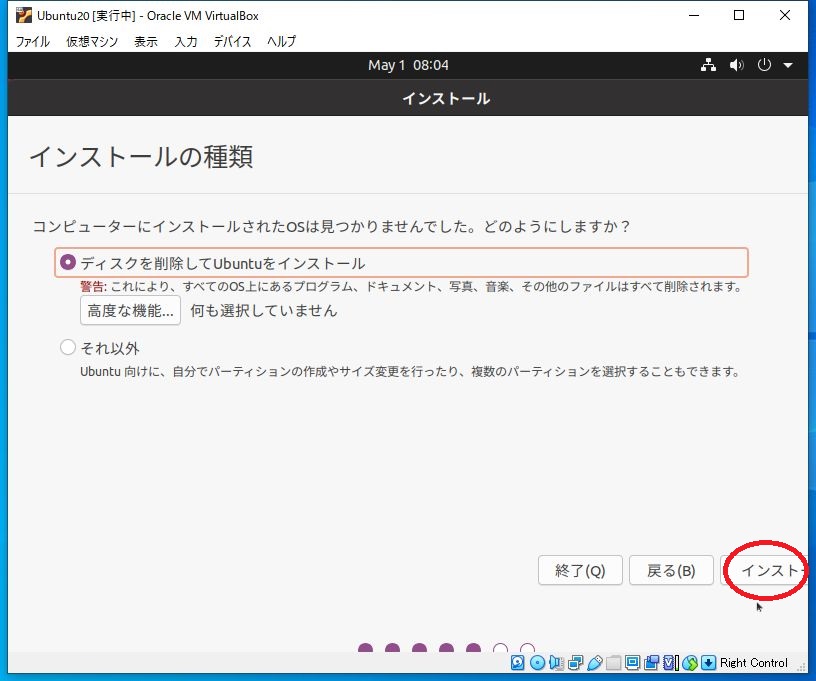 Ubuntu20 [実行中] - Oracle VM VirtualBox
ファイル 仮想マシン 表示 入力 デバイス ヘルプ
May 1 08:04
インストール
インストールの種類
コンピューターにインストールされたOSは見つかりませんでした。どのようにしますか？
ディスクを削除してUbuntuをインストール
警告: これにより、すべてのOS上にあるプログラム、ドキュメント、写真、音楽、その他のファイルはすべて削除されます。
高度な機能... 何も選択していません
それ以外
Ubuntu 向けに、自分でパーティションの作成やサイズ変更を行ったり、複数のパーティションを選択することもできます。
終了(Q) 戻る(B) インスト
Right Control